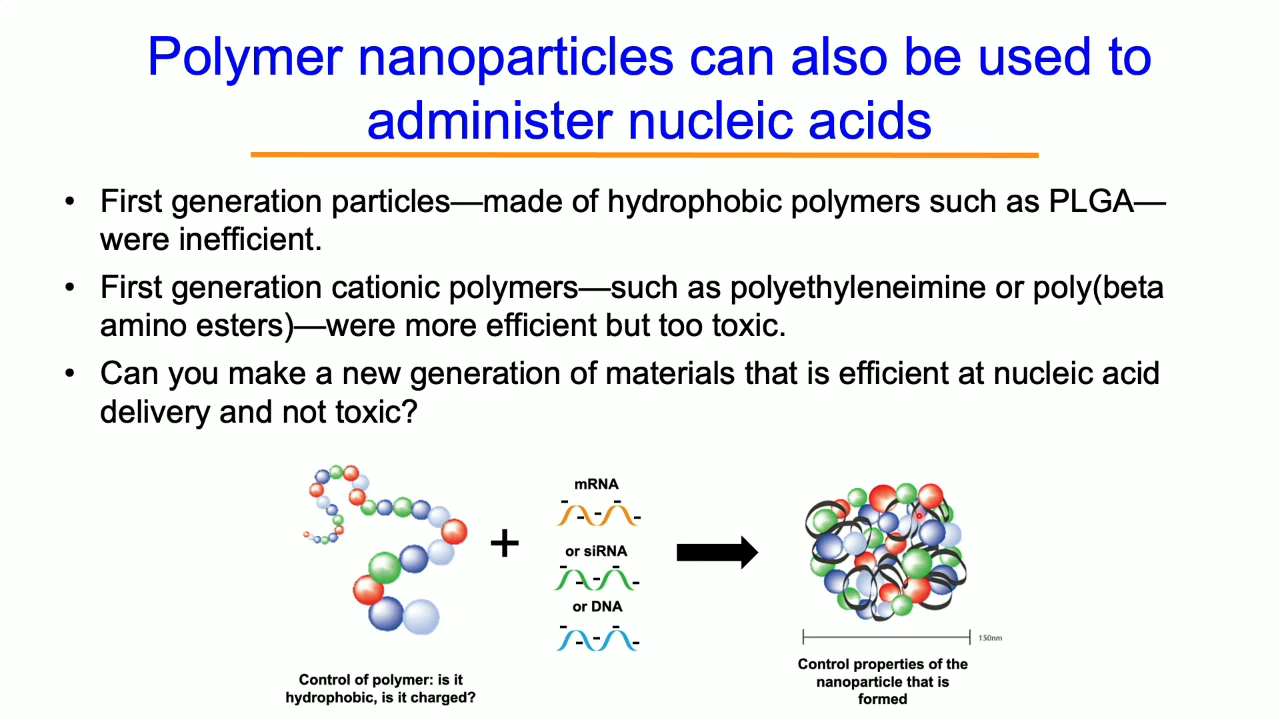 Polymer nanoparticles can also be used to
administer nucleic acids
• First generation particles—made of hydrophobic polymers such as PLGA—
were inefficient.
• First generation cationic polymers—such as polyethyleneimine or poly(beta
amino esters)—were more efficient but too toxic.
• Can you make a new generation of materials that is efficient at nucleic acid
delivery and not toxic?
mRNA
+
or siRNA
or DNA
150nm
Control of polymer: is it
hydrophobic, is it charged?
Control properties of the
nanoparticle that is
formed